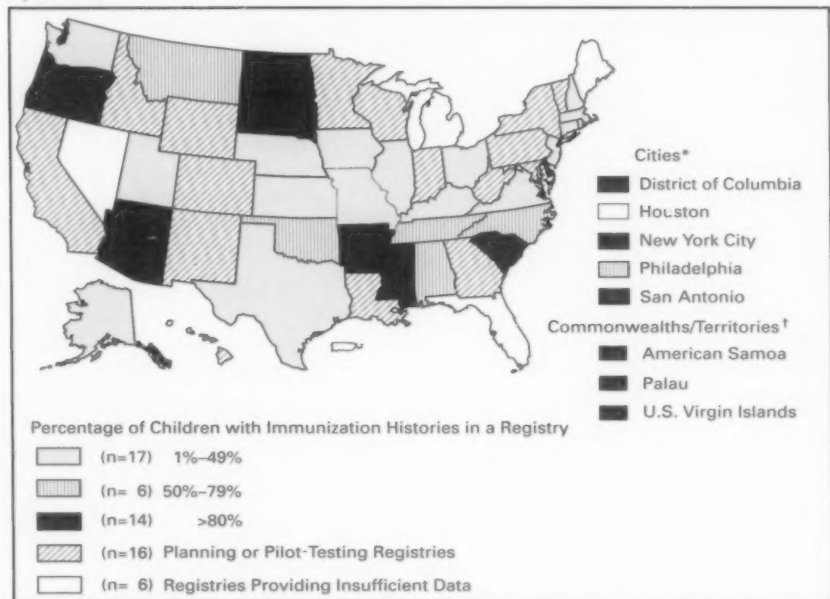 Cities*
District of Columbia
Houston
New York City
Philadelphia
San Antonio
Commonwealths/Territories†
American Samoa
Palau
U.S. Virgin Islands
Percentage of Children with Immunization Histories in a Registry
(n=17) 1%–49%
(n= 6) 50%–79%
(n=14) >80%
(n=16) Planning or Pilot-Testing Registries
(n= 6) Registries Providing Insufficient Data